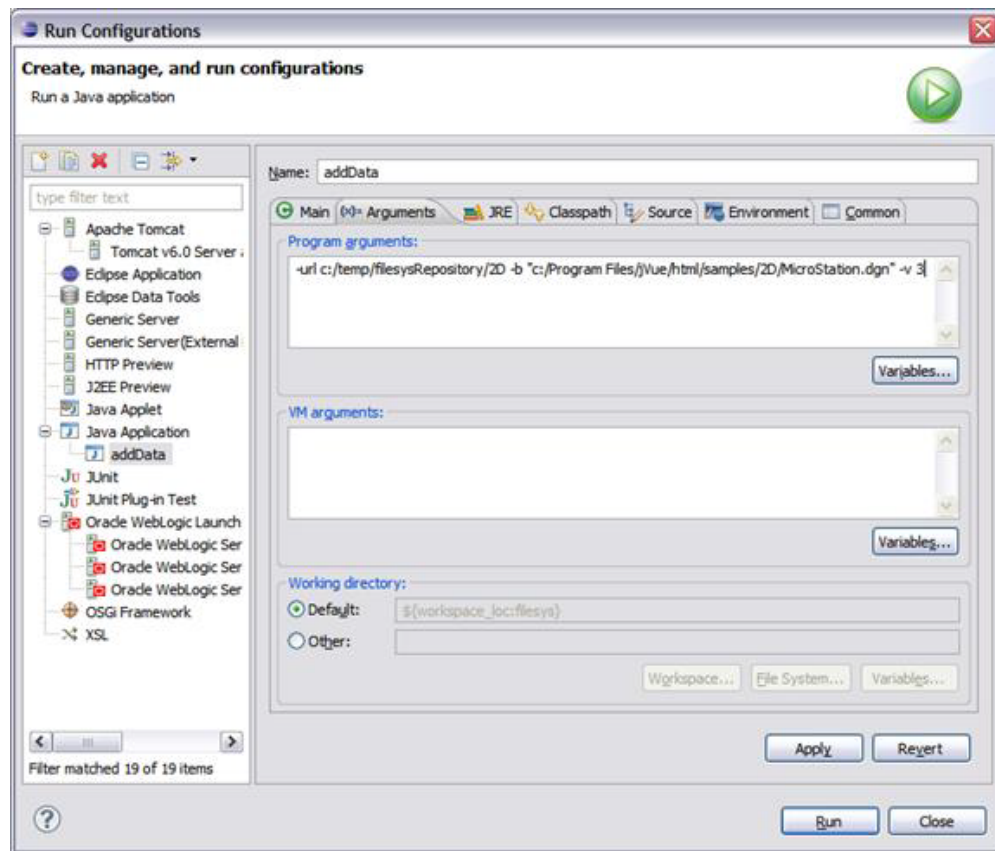 Run Configurations
Create, manage, and run configurations
Run a Java application
type filter text
Apache Tomcat
Tomcat v6.0 Server
Eclipse Application
Eclipse Data Tools
Generic Server
Generic Server(External
HTTP Preview
J2EE Preview
Java Applet
Java Application
addData
JUnit
JUnit Plug-in Test
Oracle WebLogic Launch
Oracle WebLogic Ser
Oracle WebLogic Ser
Oracle WebLogic Ser
OSGi Framework
XSL
Filter matched 19 of 19 items
Name: addData
Main (x)= Arguments JRE Classpath Source Environment Common
Program arguments:
-url c:/temp/filesysRepository/2D -b "c:/Program Files/jVue/html/samples/2D/MicroStation.dgn" -v 3
Variables...
VM arguments:
Variables...
Working directory:
Default: ${workspace_loc:filesys}
Other:
Workspace... File System... Variables...
Apply Revert
Run Close